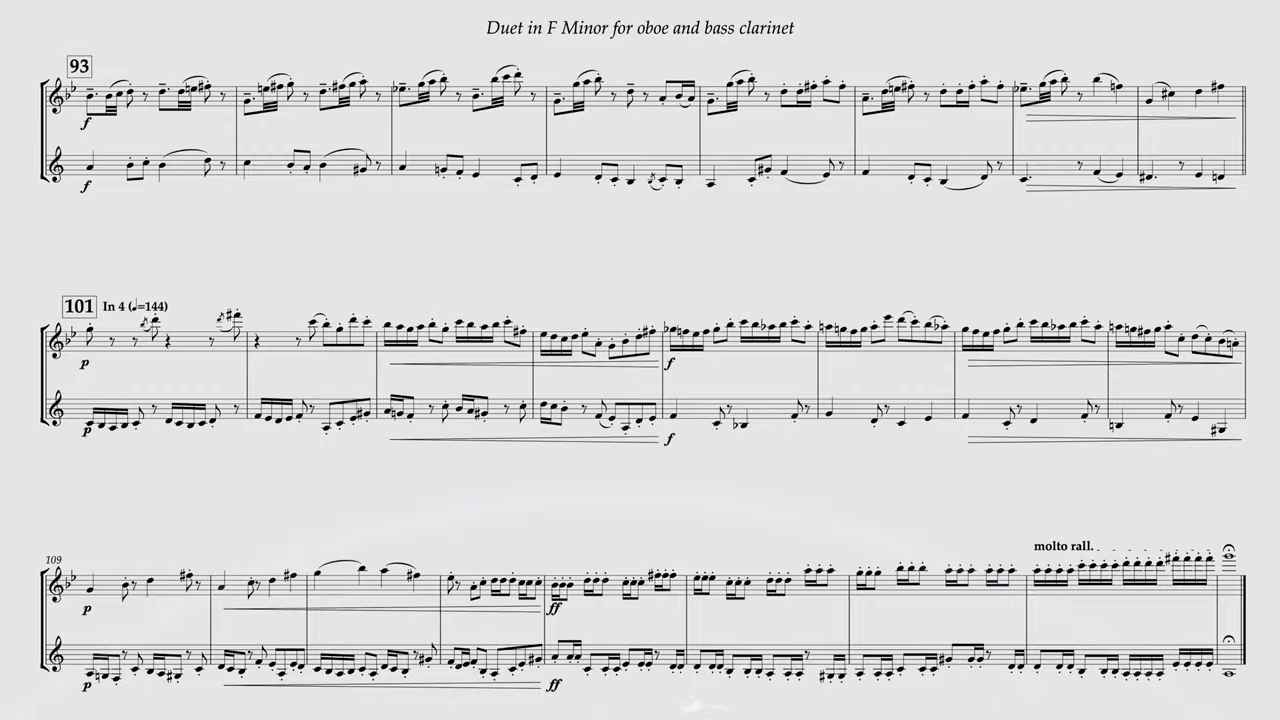 Duet in F Minor for oboe and bass clarinet
93
f
f
101 In 4 (♩=144)
p
f
p
f
109
molto rall.
p
ff
p
ff